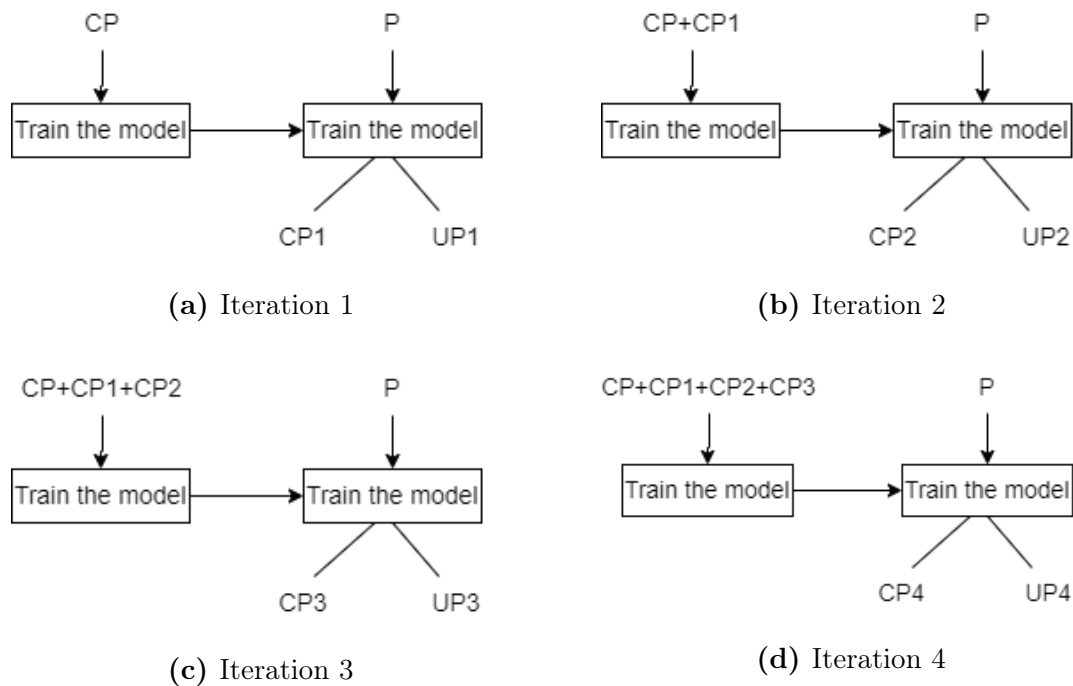 CP P
Train the model Train the model
CP1 UP1
(a) Iteration 1
CP+CP1 P
Train the model Train the model
CP2 UP2
(b) Iteration 2
CP+CP1+CP2 P
Train the model Train the model
CP3 UP3
(c) Iteration 3
CP+CP1+CP2+CP3 P
Train the model Train the model
CP4 UP4
(d) Iteration 4